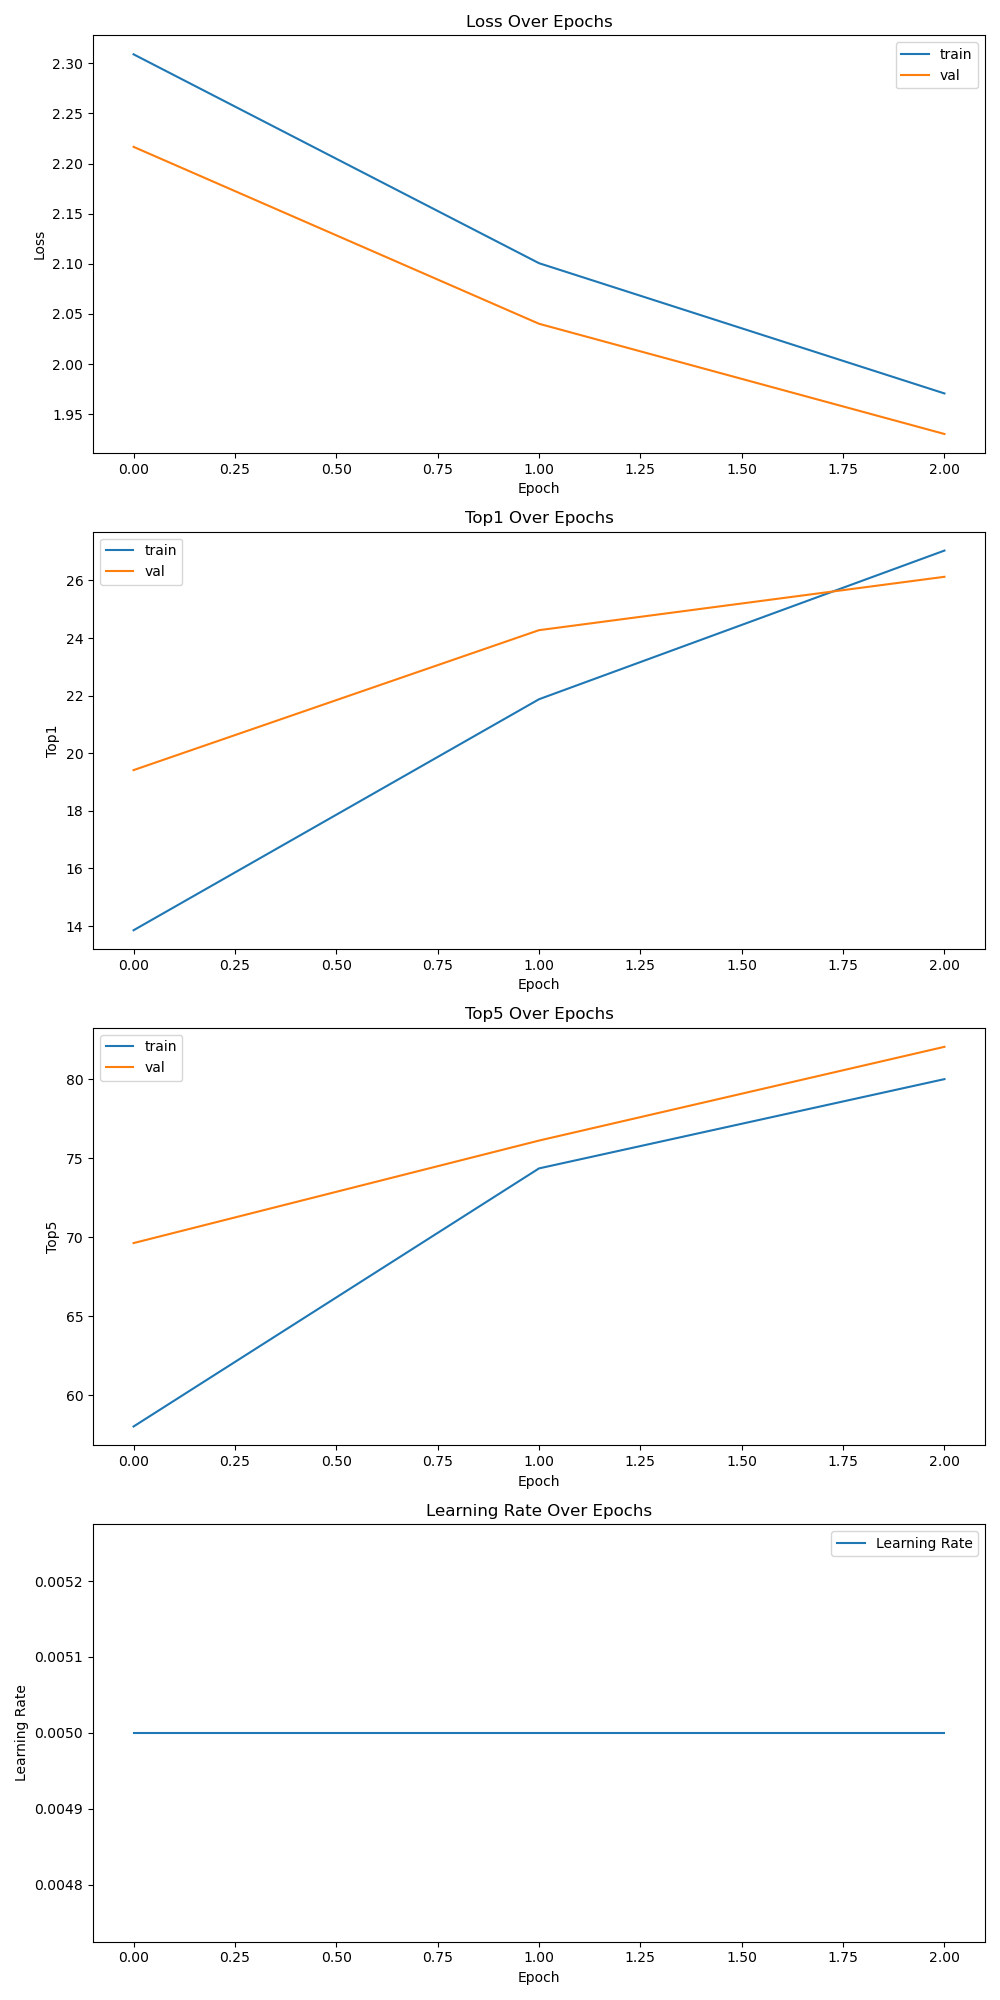 Loss Over Epochs
train
val
2.30
2.25
2.20
2.15
2.10
2.05
2.00
1.95
Loss
0.00 0.25 0.50 0.75 1.00 1.25 1.50 1.75 2.00
Epoch
Top1 Over Epochs
train
val
26
24
22
20
18
16
14
Top1
0.00 0.25 0.50 0.75 1.00 1.25 1.50 1.75 2.00
Epoch
Top5 Over Epochs
train
val
80
75
70
65
60
Top5
0.00 0.25 0.50 0.75 1.00 1.25 1.50 1.75 2.00
Epoch
Learning Rate Over Epochs
Learning Rate
0.0052
0.0051
0.0050
0.0049
0.0048
Learning Rate
0.00 0.25 0.50 0.75 1.00 1.25 1.50 1.75 2.00
Epoch